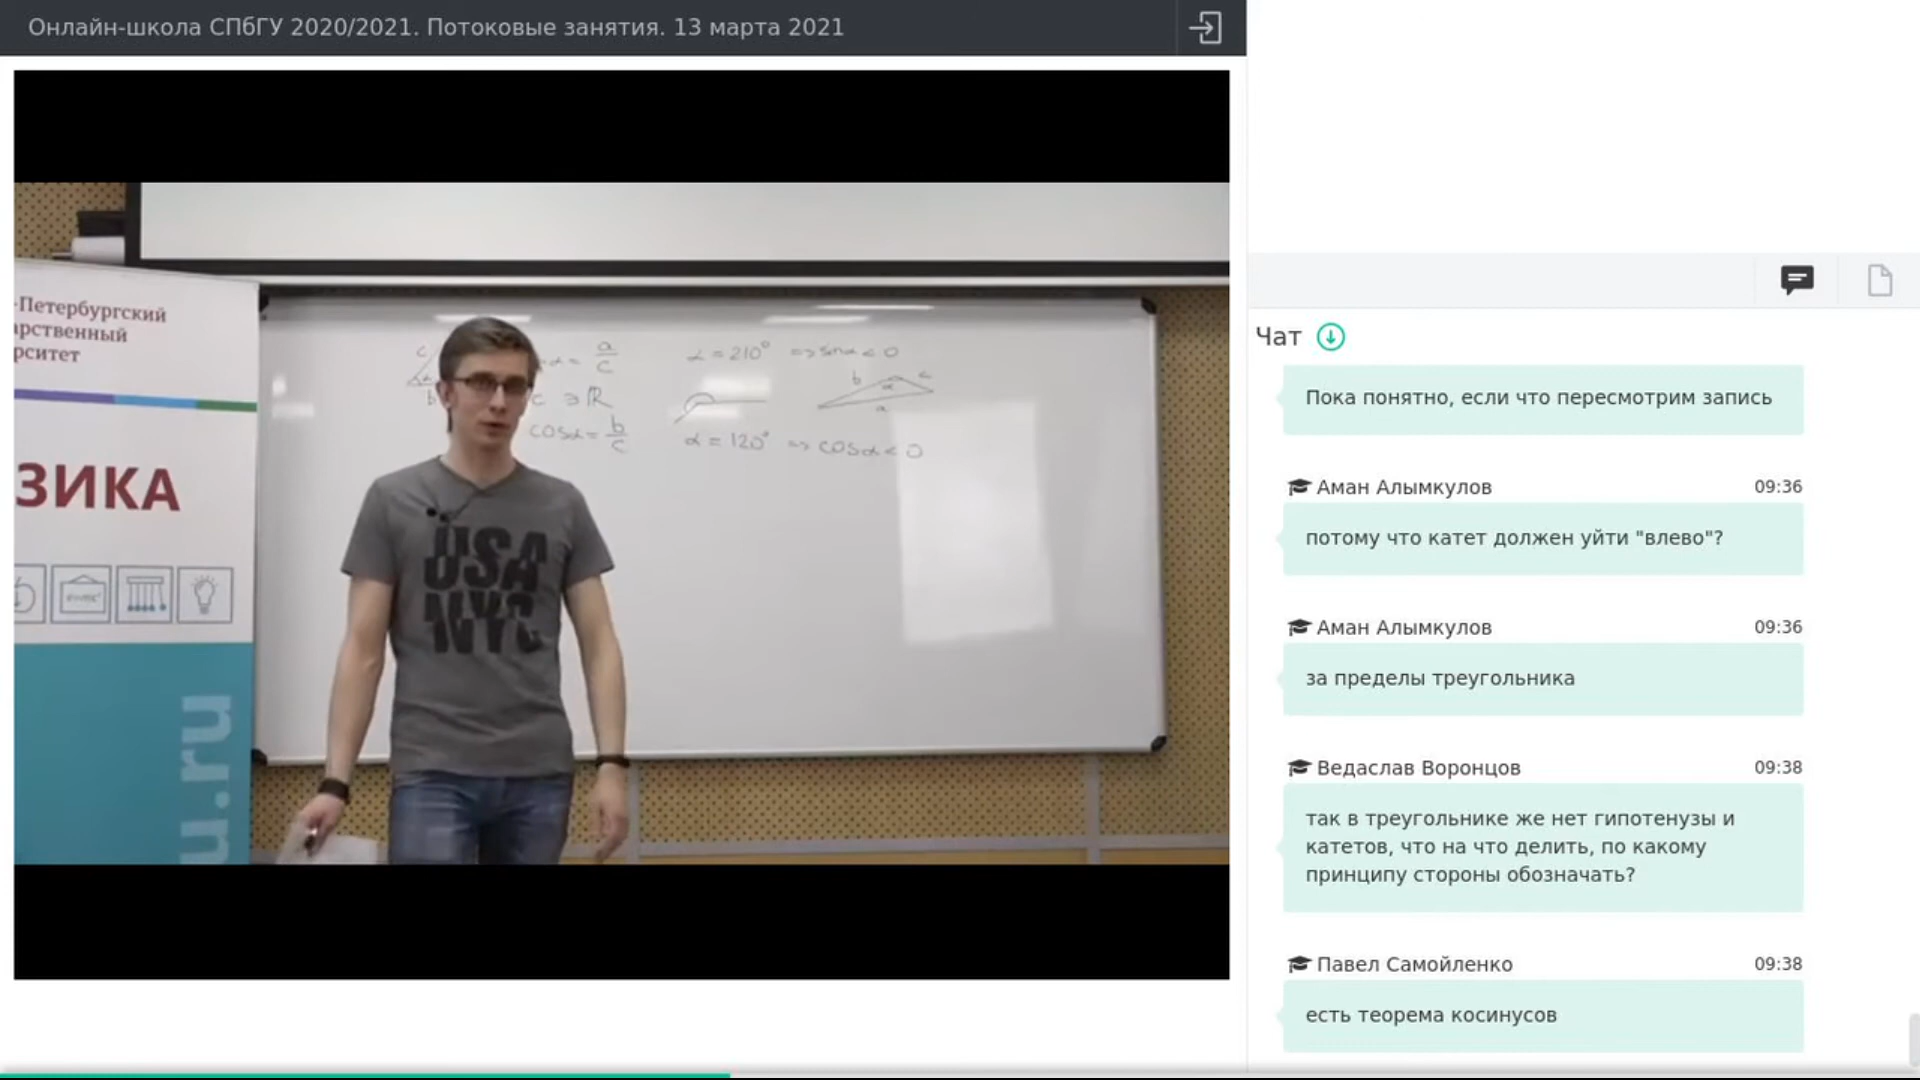 Онлайн-школа СПбГУ 2020/2021. Потоковые занятия. 13 марта 2021
-Петербургский
арственный
рситет
ЗИКА
u.ru
c
α
b
α = a/c
c ∋ ℝ
cosα = b/c
α = 210° => sinα < 0
b
α
c
a
α = 120° => cosα < 0
USA
NYC
Чат
Пока понятно, если что пересмотрим запись
Аман Алымкулов 09:36
потому что катет должен уйти "влево"?
Аман Алымкулов 09:36
за пределы треугольника
Ведаслав Воронцов 09:38
так в треугольнике же нет гипотенузы и
катетов, что на что делить, по какому
принципу стороны обозначать?
Павел Самойленко 09:38
есть теорема косинусов